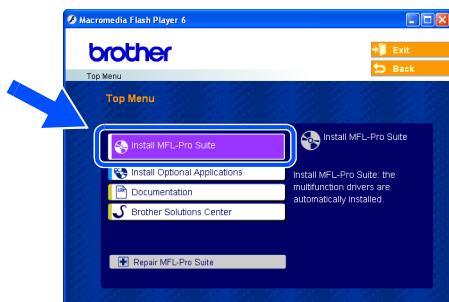 Macromedia Flash Player 6
brother
Exit
Back
Top Menu
Top Menu
Install MFL-Pro Suite
Install Optional Applications
Documentation
Brother Solutions Center
Repair MFL-Pro Suite
Install MFL-Pro Suite
Install MFL-Pro Suite: the
multifunction drivers are
automatically installed.